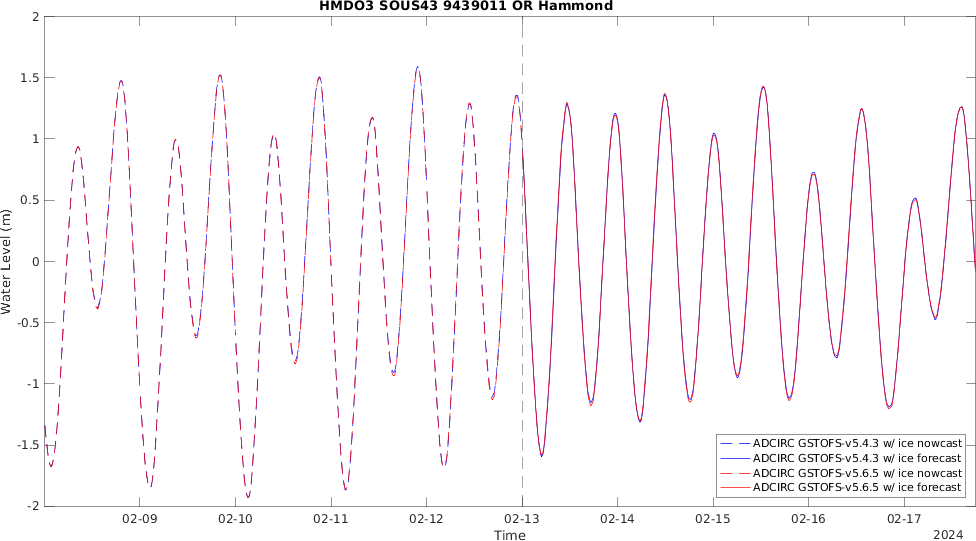 HMDO3 SOUS43 9439011 OR Hammond
2
1.5
1
0.5
0
-0.5
-1
-1.5
-2
Water Level (m)
ADCIRC GSTOFS-v5.4.3 w/ ice nowcast
ADCIRC GSTOFS-v5.4.3 w/ ice forecast
ADCIRC GSTOFS-v5.6.5 w/ ice nowcast
ADCIRC GSTOFS-v5.6.5 w/ ice forecast
02-09 02-10 02-11 02-12 02-13 02-14 02-15 02-16 02-17
Time
2024